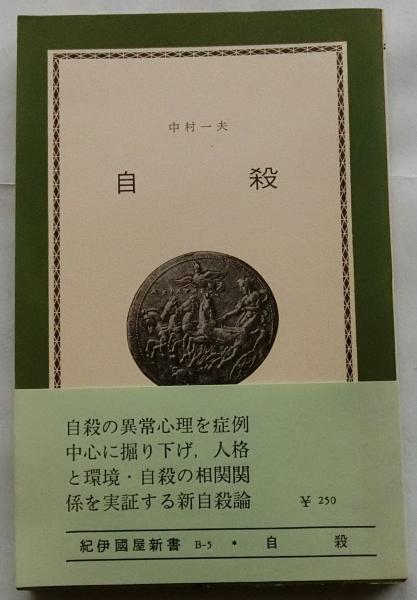 中村一夫
自 殺
自殺の異常心理を症例
中心に掘り下げ，人格
と環境・自殺の相関関
係を実証する新自殺論
￥ 250
紀伊國屋新書 B-5 * 自 殺